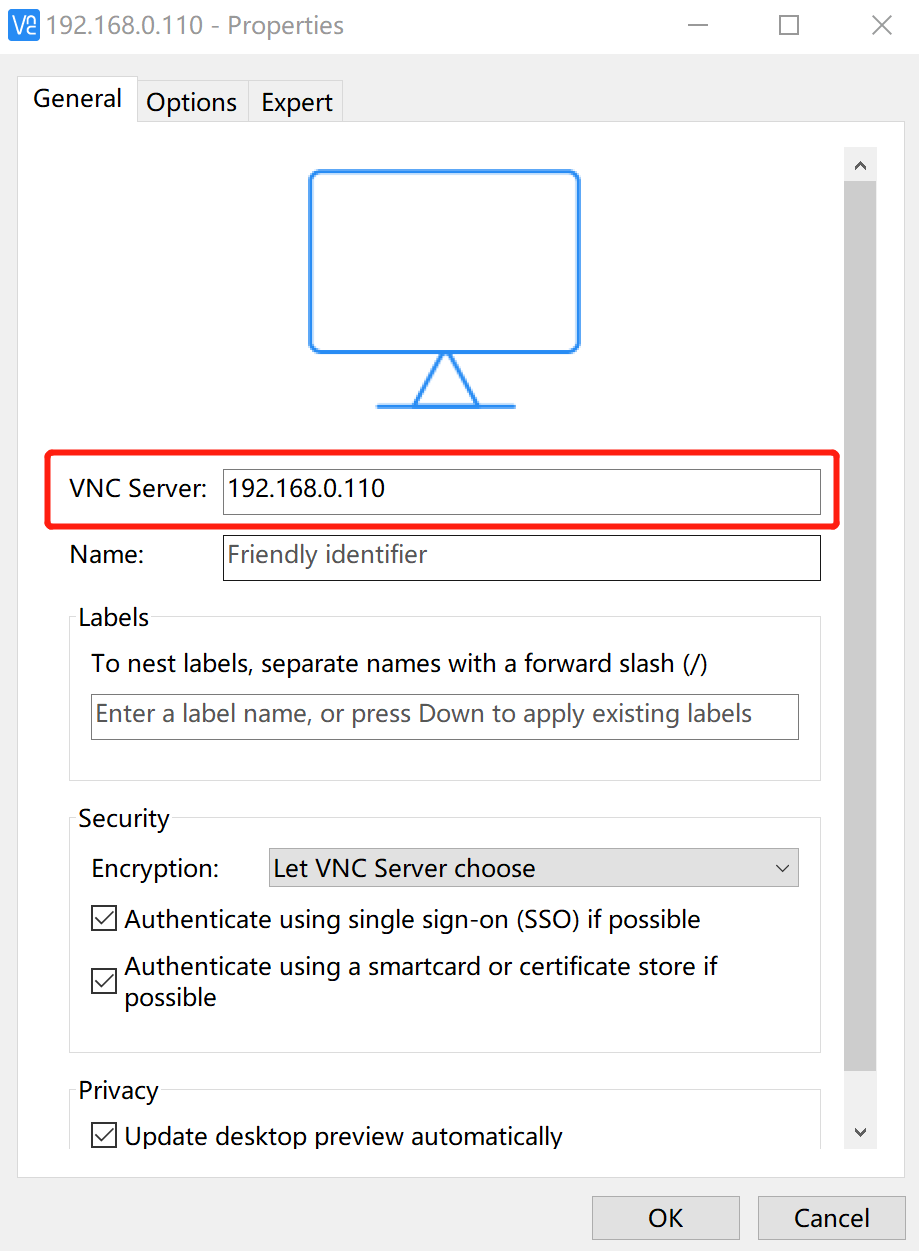 V2 192.168.0.110 - Properties
General Options Expert
VNC Server: 192.168.0.110
Name: Friendly identifier
Labels
To nest labels, separate names with a forward slash (/)
Enter a label name, or press Down to apply existing labels
Security
Encryption: Let VNC Server choose
Authenticate using single sign-on (SSO) if possible
Authenticate using a smartcard or certificate store if
possible
Privacy
Update desktop preview automatically
OK Cancel